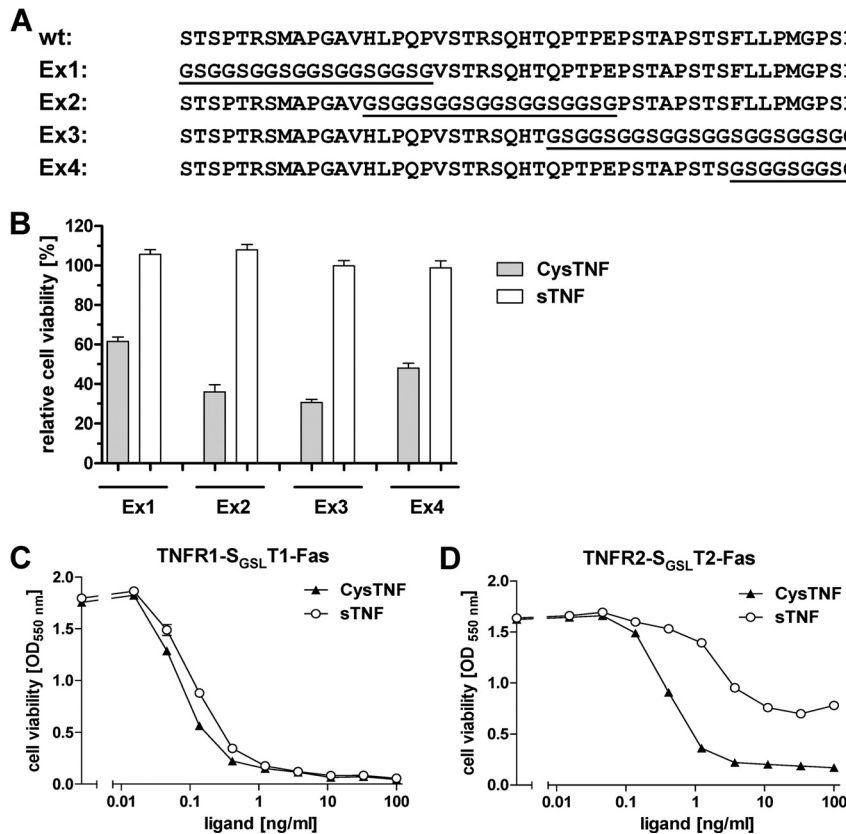 A
wt: STSPTRSMAPGAVHLPQPVSTRSQHTQPTPEPSTAPSTSFLLPMGPS
Ex1: GSGGSGGSGGSGGSGGSGVSTRSQHTQPTPEPSTAPSTSFLLPMGPS
Ex2: STSPTRSMAPGAVGSGGSGGSGGSGGSGGSGPSTAPSTSFLLPMGPS
Ex3: STSPTRSMAPGAVHLPQPVSTRSQHTGSGGSGGSGGSGGSGGSGGSG
Ex4: STSPTRSMAPGAVHLPQPVSTRSQHTQPTPEPSTAPSTSGSGGSGGS
B
relative cell viability [%]
120
100
80
60
40
20
0
Ex1 Ex2 Ex3 Ex4
CysTNF
sTNF
C
TNFR1-S_GSL T1-Fas
CysTNF
sTNF
cell viability [OD550 nm]
2.0
1.5
1.0
0.5
0.0
0.01 0.1 1 10 100
ligand [ng/ml]
D
TNFR2-S_GSL T2-Fas
CysTNF
sTNF
cell viability [OD 550 nm]
2.0
1.5
1.0
0.5
0.0
0.01 0.1 1 10 100
ligand [ng/ml]